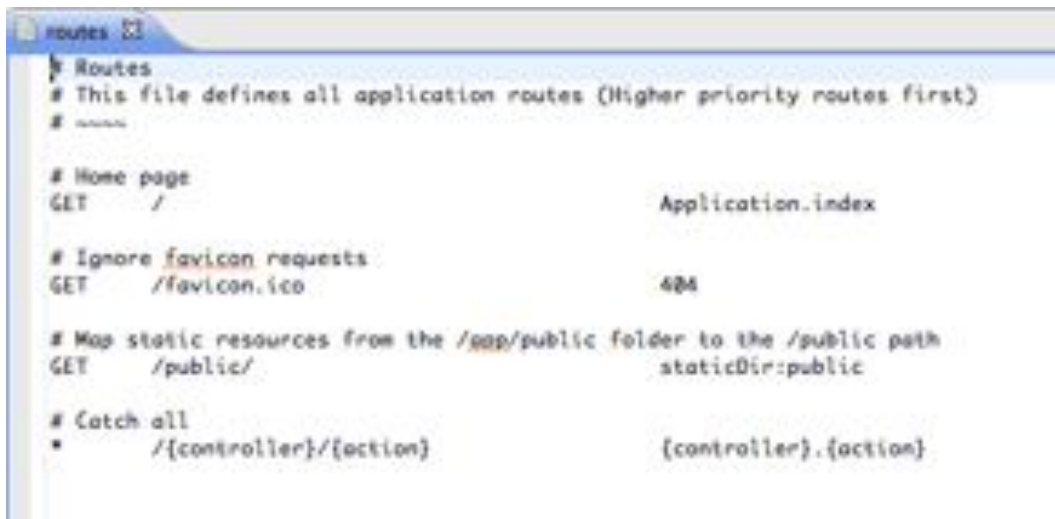 routes
# Routes
# This file defines all application routes (Higher priority routes first)
# ~~~~
# Home page
GET / Application.index
# Ignore favicon requests
GET /favicon.ico 404
# Map static resources from the /app/public folder to the /public path
GET /public/ staticDir:public
# Catch all
* /{controller}/{action} {controller}.{action}